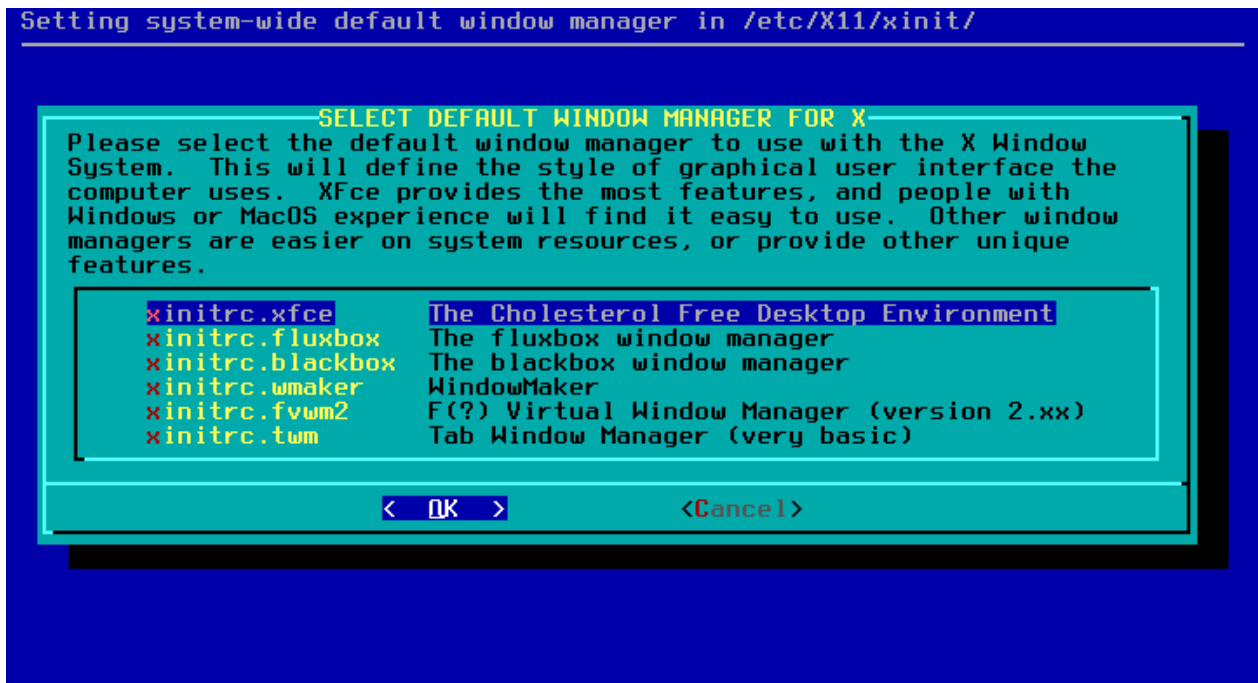 Setting system-wide default window manager in /etc/X11/xinit/
SELECT DEFAULT WINDOW MANAGER FOR X
Please select the default window manager to use with the X Window
System.  This will define the style of graphical user interface the
computer uses.  XFce provides the most features, and people with
Windows or MacOS experience will find it easy to use.  Other window
managers are easier on system resources, or provide other unique
features.
xinitrc.xfce      The Cholesterol Free Desktop Environment
xinitrc.fluxbox   The fluxbox window manager
xinitrc.blackbox  The blackbox window manager
xinitrc.wmaker    WindowMaker
xinitrc.fvwm2     F(?) Virtual Window Manager (version 2.xx)
xinitrc.twm       Tab Window Manager (very basic)
<  OK  >          <Cancel>